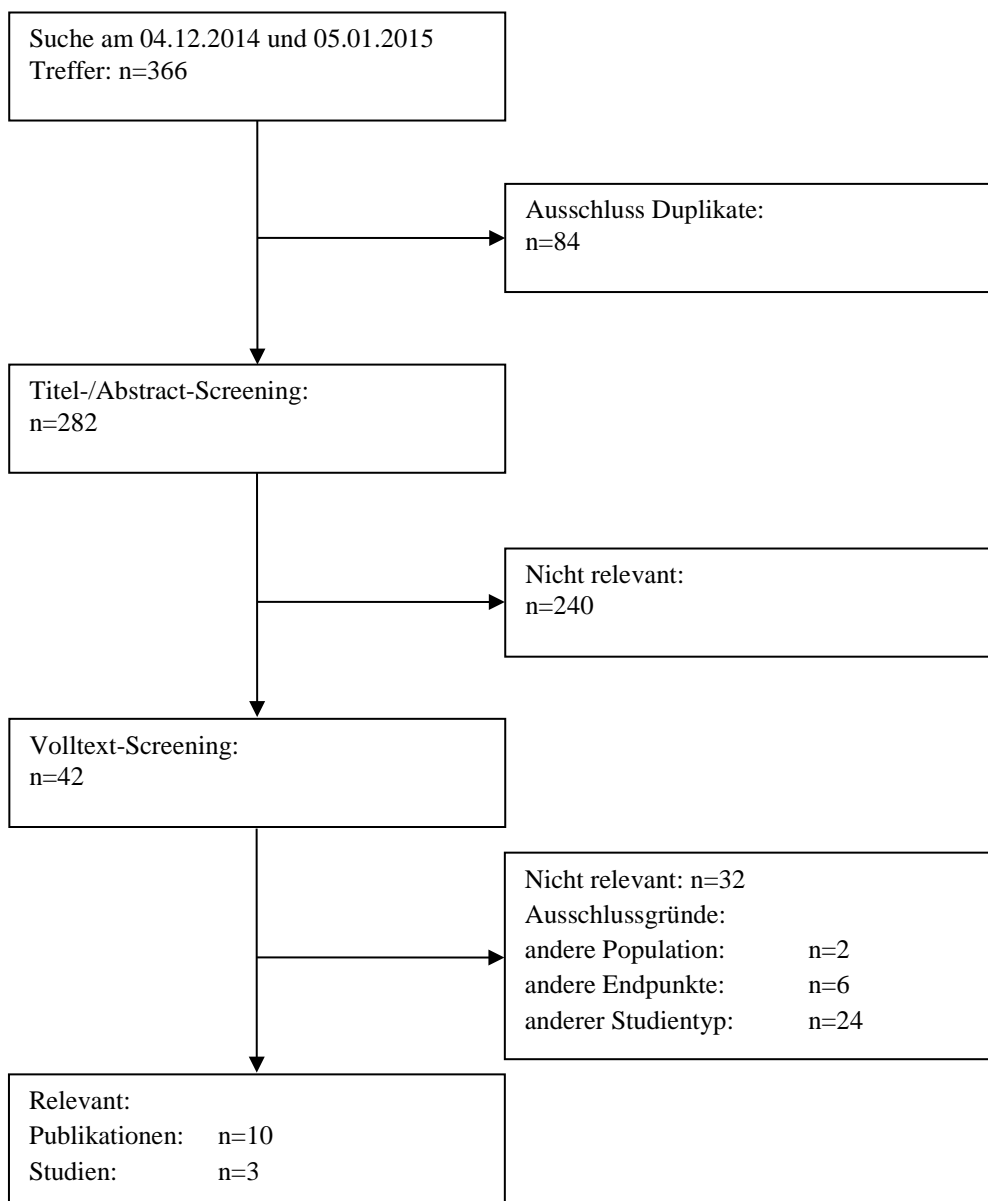 Suche am 04.12.2014 und 05.01.2015
Treffer: n=366
Ausschluss Duplikate:
n=84
Titel-/Abstract-Screening:
n=282
Nicht relevant:
n=240
Volltext-Screening:
n=42
Nicht relevant: n=32
Ausschlussgründe:
andere Population: n=2
andere Endpunkte: n=6
anderer Studientyp: n=24
Relevant:
Publikationen: n=10
Studien: n=3